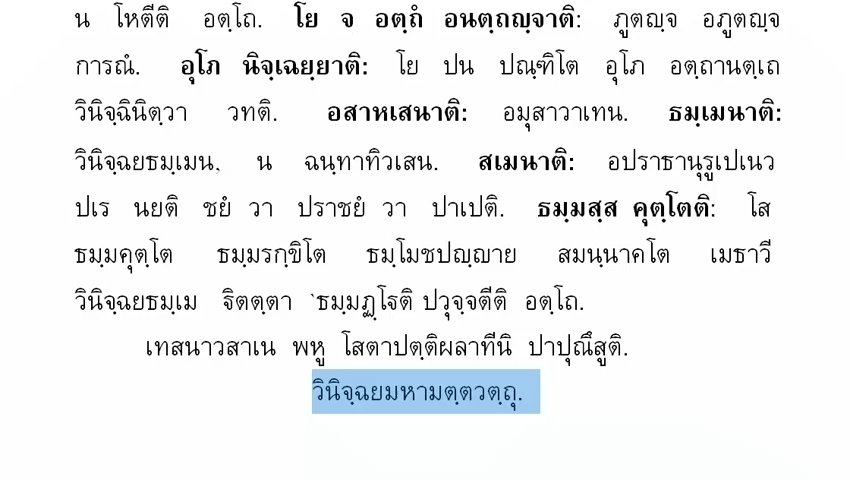 น โหตีติ อตฺโถ. โย จ อตฺถํ อนตฺถญฺจาติ: ภูตญฺจ อภูตญฺจ
การณํ. อุโภ นิจฺเฉยฺยาติ: โย ปน ปณฺฑิโต อุโภ อตฺถานตฺเถ
วินิจฺฉินิตฺวา วทติ. อสาหเสนาติ: อมุสาวาเทน. ธมฺเมนาติ:
วินิจฺฉยธมฺเมน, น ฉนฺทาทิวเสน. สเมนาติ: อปราธานุรูเปเนว
ปเร นยติ ชยํ วา ปราชยํ วา ปาเปติ. ธมฺมสฺส คุตฺโตติ: โส
ธมฺมคุตฺโต ธมฺมรกฺขิโต ธมฺโมชปญฺญาย สมนฺนาคโต เมธาวี
วินิจฺฉยธมฺเม ฐิตตฺตา `ธมฺมฏฺโฐติ ปวุจฺจตีติ อตฺโถ.
เทสนาวสาเน พหู โสตาปตฺติผลาทีนิ ปาปุณึสูติ.
วินิจฺฉยมหามตฺตวตฺถุ.